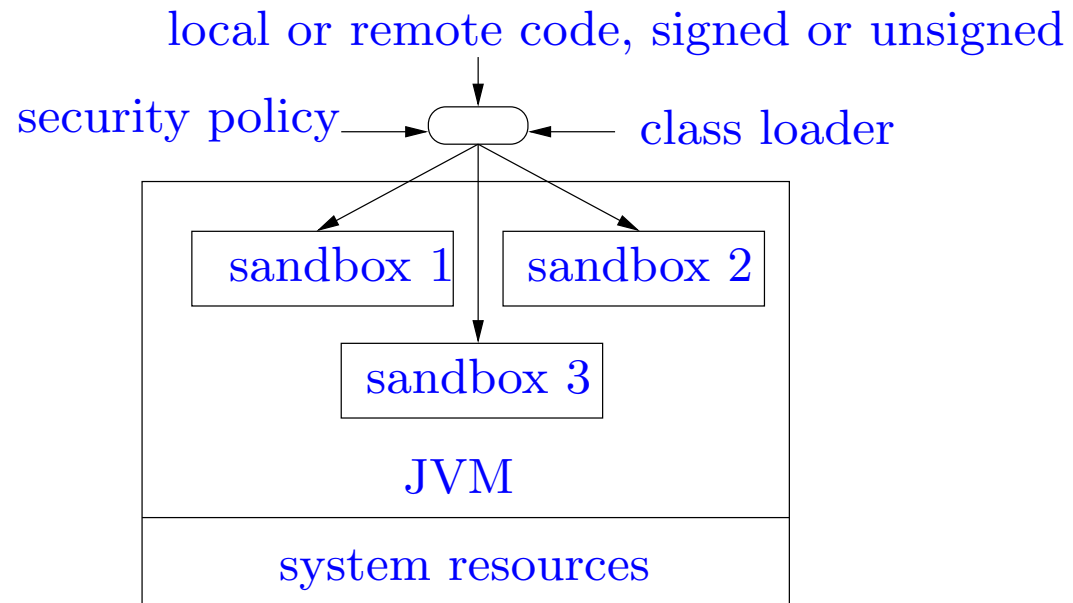 local or remote code, signed or unsigned
security policy
class loader
sandbox 1
sandbox 2
sandbox 3
JVM
system resources